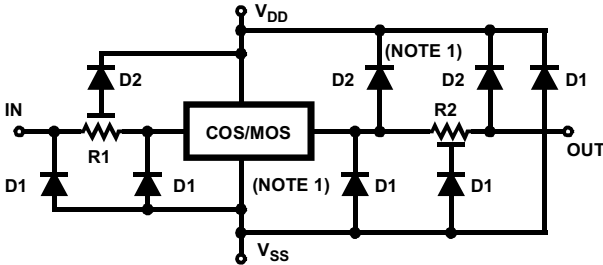 VDD
(NOTE 1)
D2
D2
D2
D1
IN
R2
COS/MOS
R1
OUT
D1
D1
(NOTE 1)
D1
D1
VSS